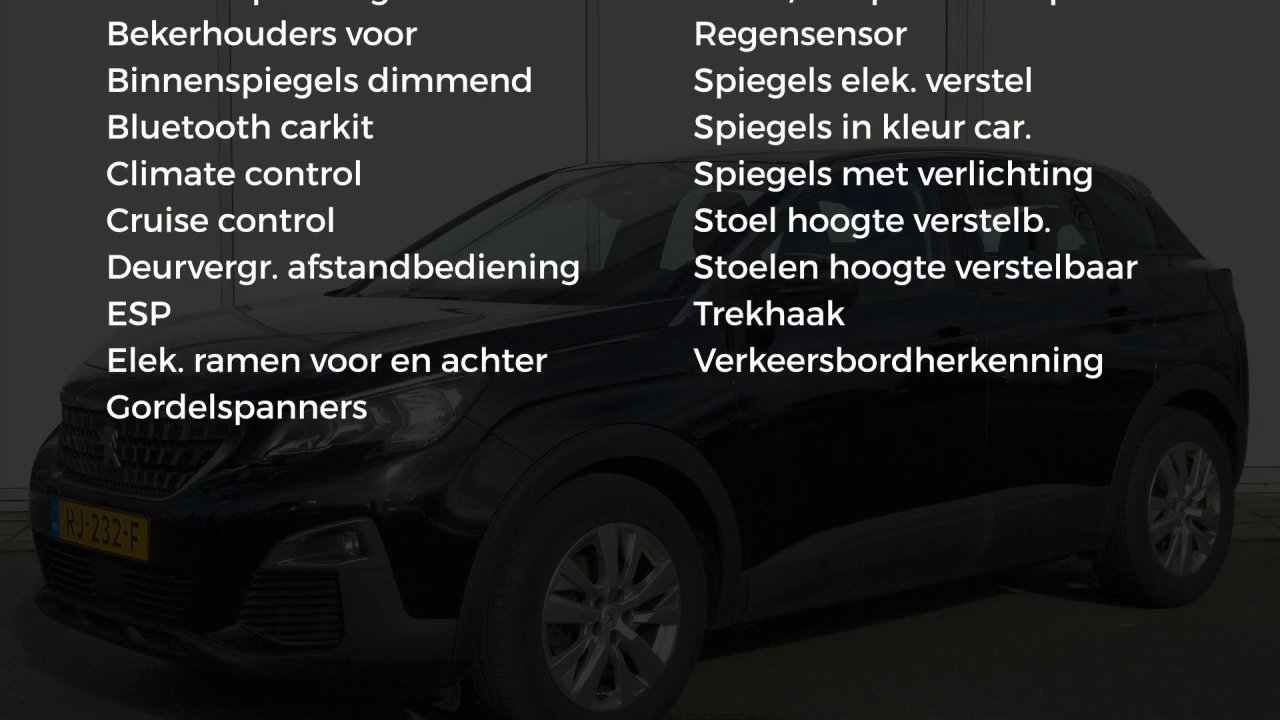 Bekerhouders voor
Binnenspiegels dimmend
Bluetooth carkit
Climate control
Cruise control
Deurvergr. afstandbediening
ESP
Elek. ramen voor en achter
Gordelspanners
Regensensor
Spiegels elek. verstel
Spiegels in kleur car.
Spiegels met verlichting
Stoel hoogte verstelb.
Stoelen hoogte verstelbaar
Trekhaak
Verkeersbordherkenning
RJ-232-F